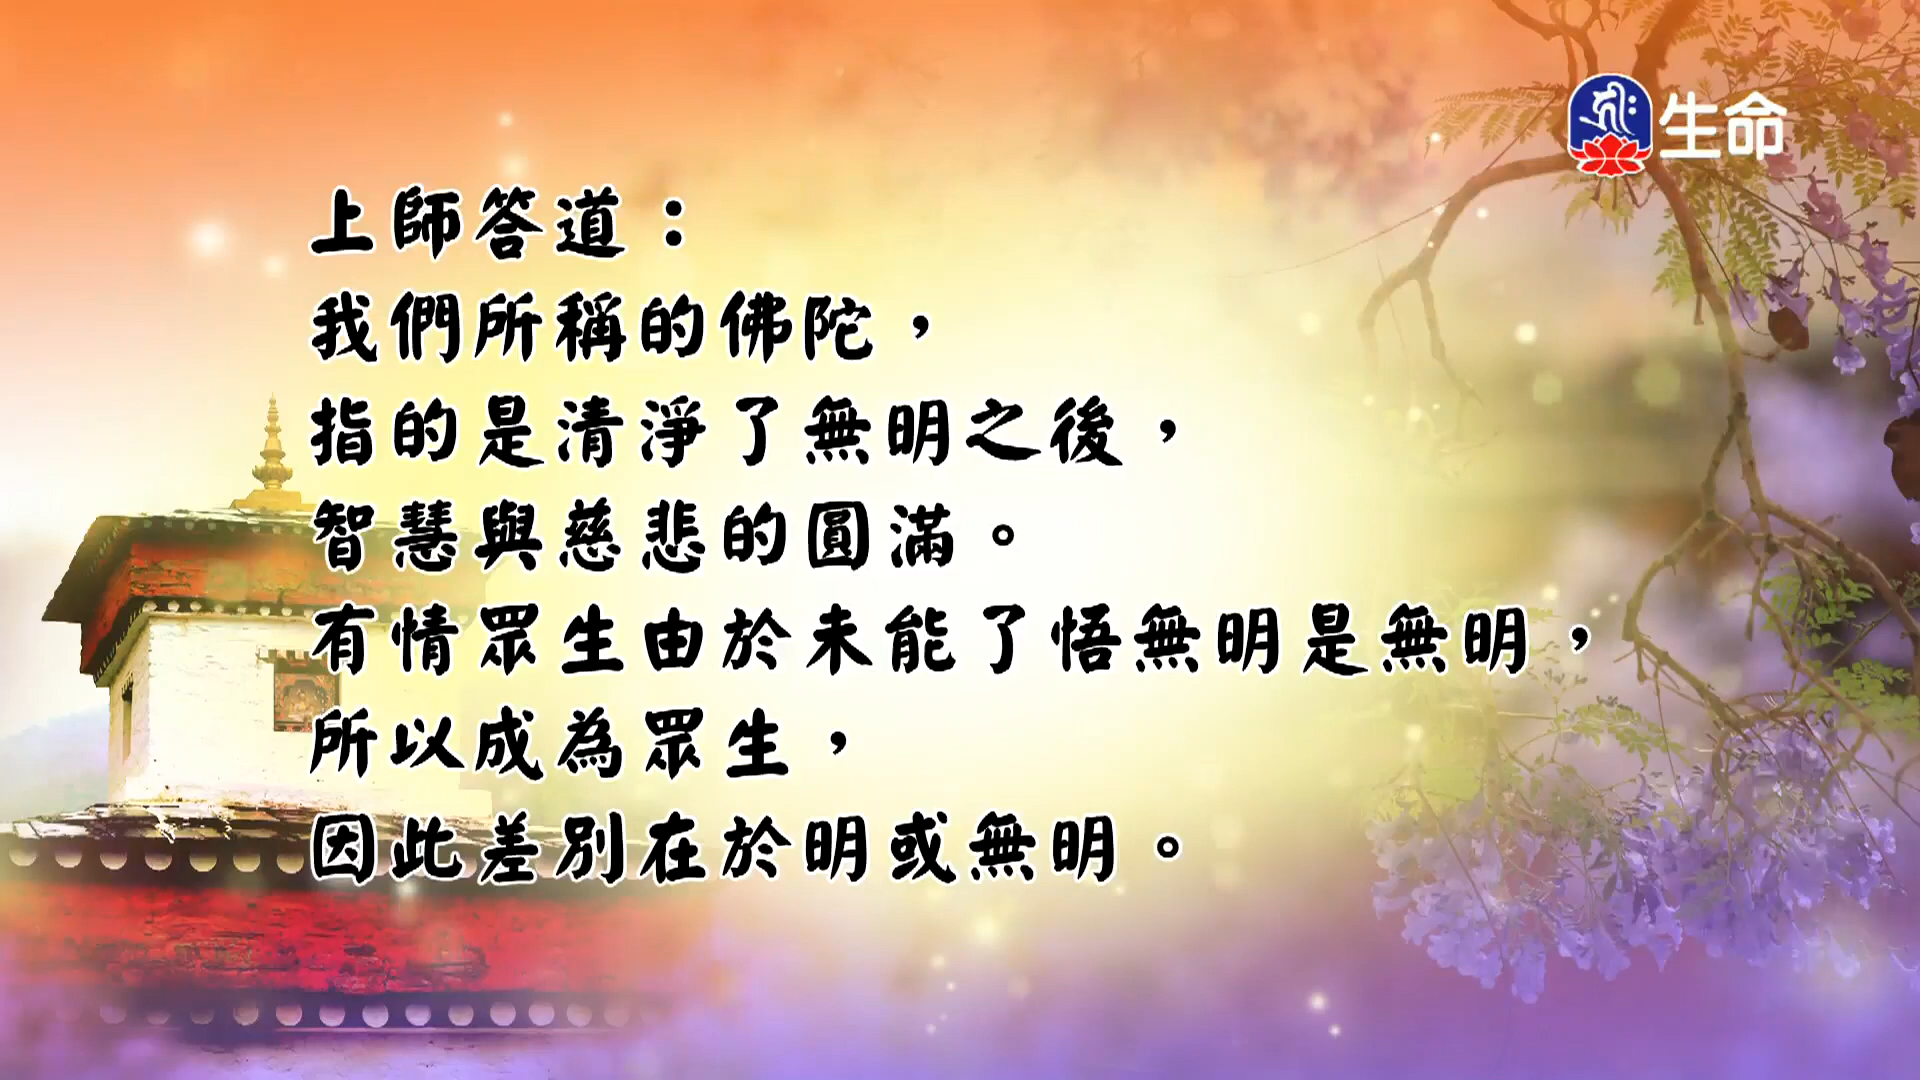 生命
上師答道：
我們所稱的佛陀，
指的是清淨了無明之後，
智慧與慈悲的圓滿。
有情眾生由於未能了悟無明是無明，
所以成為眾生，
因此差別在於明或無明。